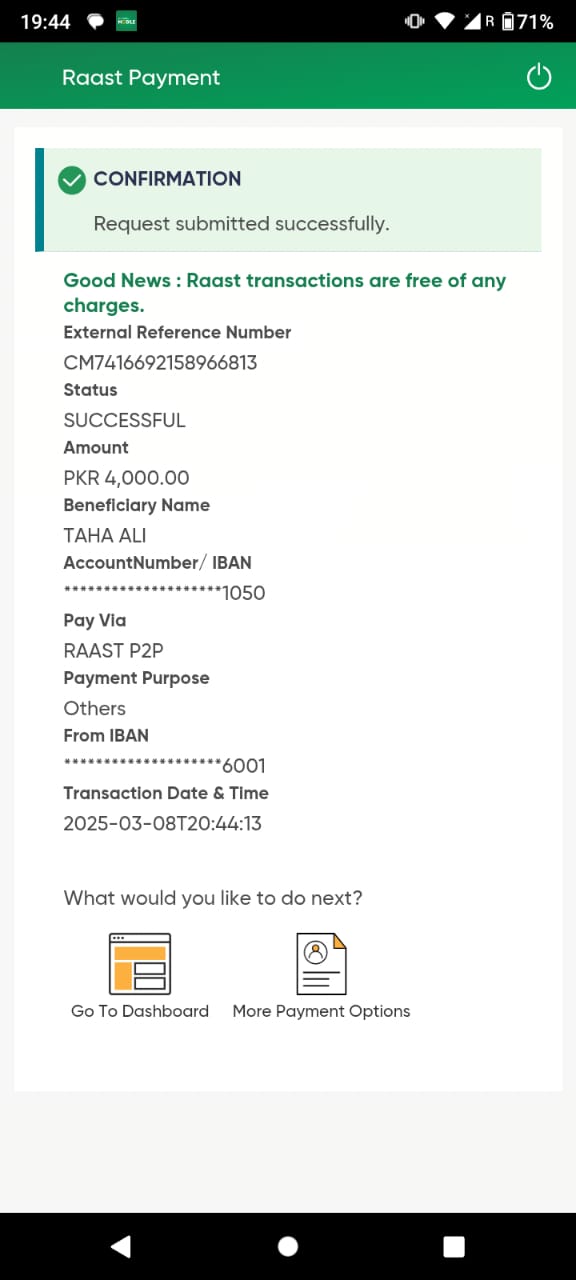 19:44
R 71%
Raast Payment
CONFIRMATION
Request submitted successfully.
Good News : Raast transactions are free of any
charges.
External Reference Number
CM7416692158966813
Status
SUCCESSFUL
Amount
PKR 4,000.00
Beneficiary Name
TAHA ALI
AccountNumber/ IBAN
********************1050
Pay Via
RAAST P2P
Payment Purpose
Others
From IBAN
********************6001
Transaction Date & Time
2025-03-08T20:44:13
What would you like to do next?
Go To Dashboard
More Payment Options